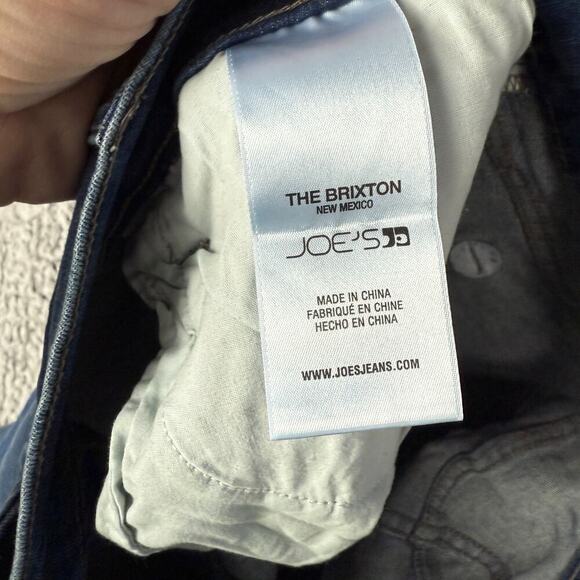 THE BRIXTON
NEW MEXICO
JOE'S
MADE IN CHINA
FABRIQUÉ EN CHINE
HECHO EN CHINA
WWW.JOESJEANS.COM